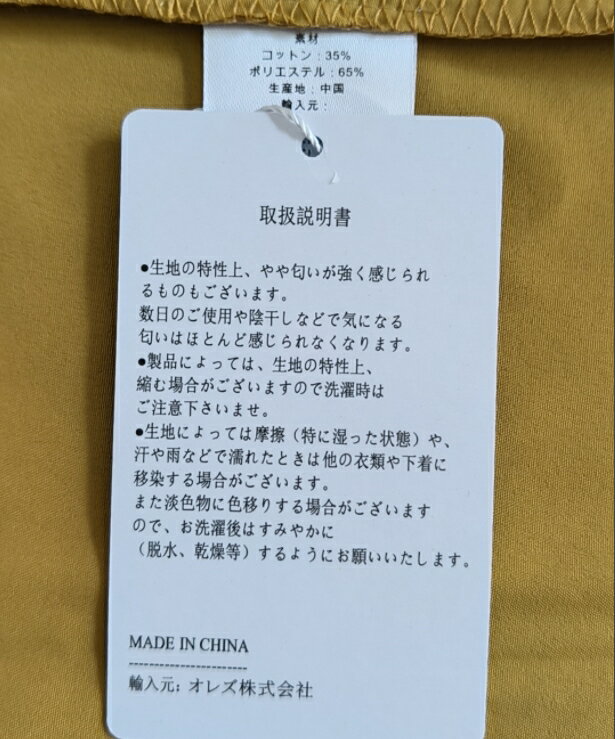 素材
コットン：35%
ポリエステル：65%
生産地：中国
輸入元：
取扱説明書
●生地の特性上、やや匂いが強く感じられ
るものもございます。
数日のご使用や陰干しなどで気になる
匂いはほとんど感じられなくなります。
●製品によっては、生地の特性上、
縮む場合がございますので洗濯時は
ご注意下さいませ。
●生地によっては摩擦（特に湿った状態）や、
汗や雨などで濡れたときは他の衣類や下着に
移染する場合がございます。
また淡色物に色移りする場合がございます
ので、お洗濯後はすみやかに
（脱水、乾燥等）するようにお願いいたします。
MADE IN CHINA
-----------------------
輸入元: オレズ株式会社